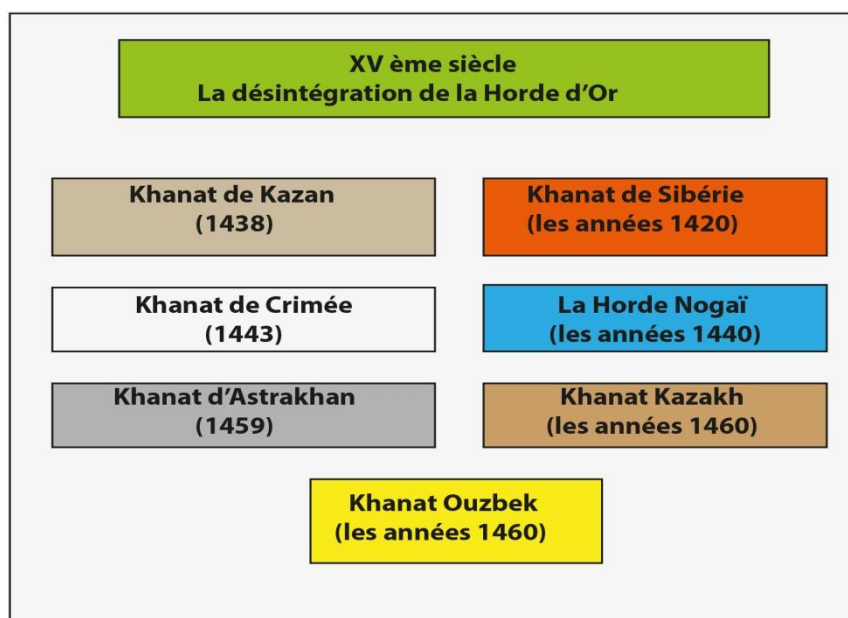 XV ème siècle
La désintégration de la Horde d’Or
Khanat de Kazan
(1438)
Khanat de Sibérie
(les années 1420)
Khanat de Crimée
(1443)
La Horde Nogaï
(les années 1440)
Khanat d’Astrakhan
(1459)
Khanat Kazakh
(les années 1460)
Khanat Ouzbek
(les années 1460)